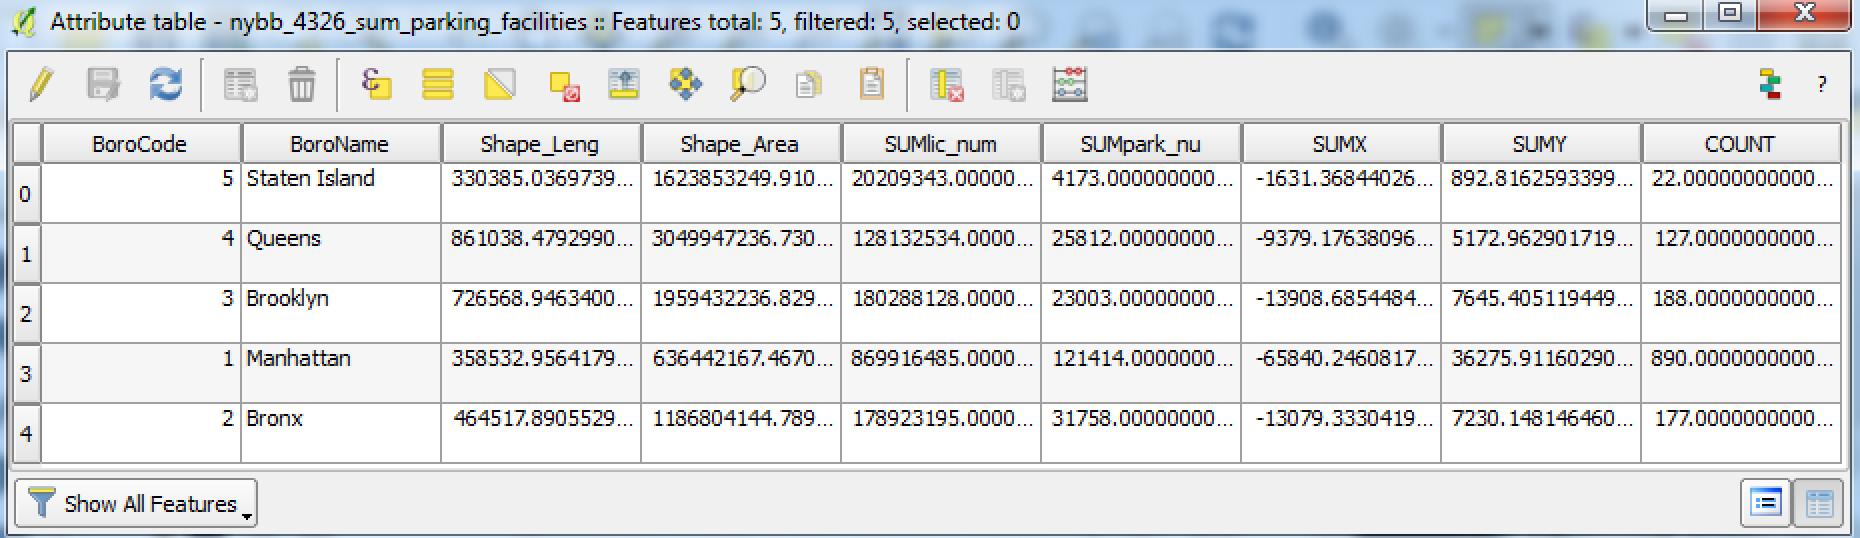 Attribute table - nybb_4326_sum_parking_facilities :: Features total: 5, filtered: 5, selected: 0
ε
?
BoroCode BoroName Shape_Leng Shape_Area SUMlic_num SUMpark_nu SUMX SUMY COUNT
0 5 Staten Island 330385.0369739... 1623853249.910... 20209343.00000... 4173.000000000... -1631.36844026... 892.8162593399... 22.00000000000...
1 4 Queens 861038.4792990... 3049947236.730... 128132534.0000... 25812.00000000... -9379.17638096... 5172.962901719... 127.0000000000...
2 3 Brooklyn 726568.9463400... 1959432236.829... 180288128.0000... 23003.00000000... -13908.6854484... 7645.405119449... 188.0000000000...
3 1 Manhattan 358532.9564179... 636442167.4670... 869916485.0000... 121414.0000000... -65840.2460817... 36275.91160290... 890.0000000000...
4 2 Bronx 464517.8905529... 1186804144.789... 178923195.0000... 31758.00000000... -13079.3330419... 7230.148146460... 177.0000000000...
Show All Features